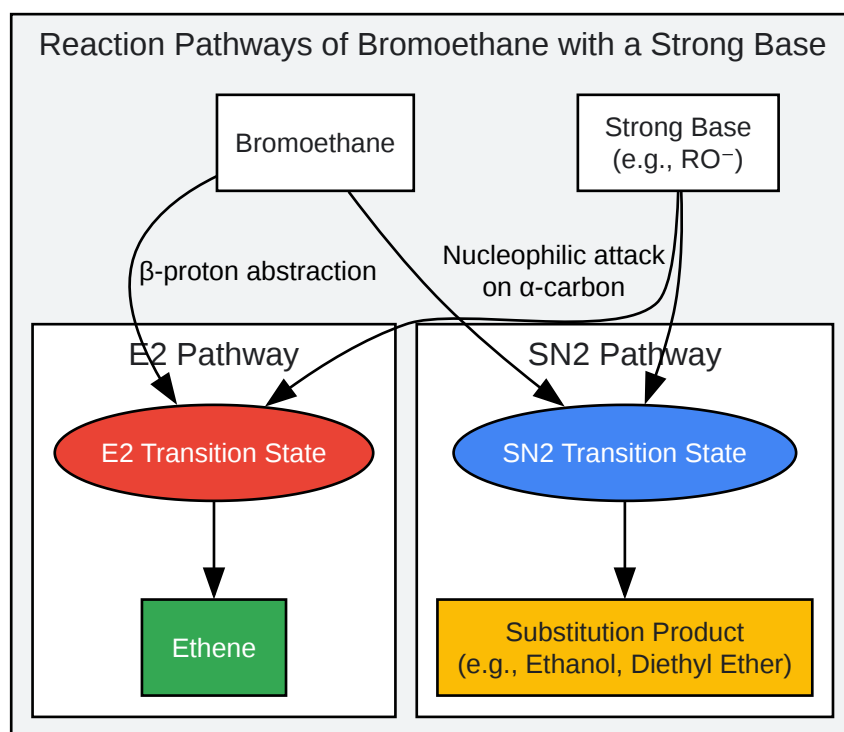 Reaction Pathways of Bromoethane with a Strong Base
Bromoethane
Strong Base
(e.g., RO⁻)
β-proton abstraction
Nucleophilic attack
on α-carbon
E2 Pathway
SN2 Pathway
E2 Transition State
SN2 Transition State
Ethene
Substitution Product
(e.g., Ethanol, Diethyl Ether)